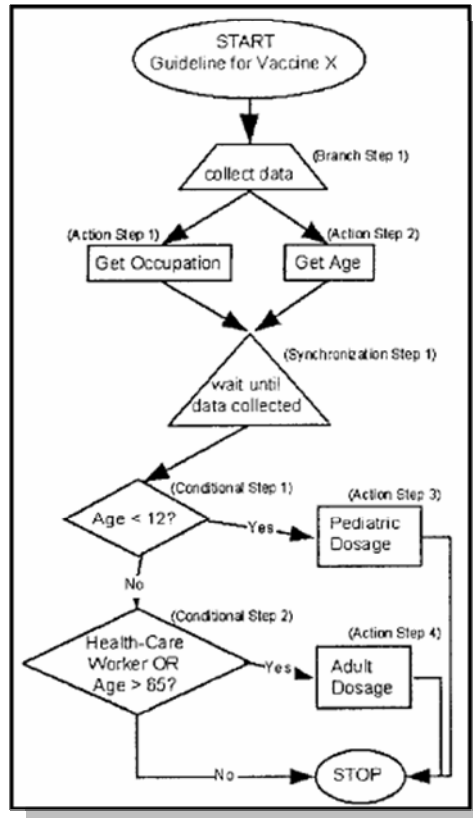 START
Guideline for Vaccine X
(Branch Step 1)
collect data
(Action Step 1)
(Action Step 2)
Get Occupation
Get Age
(Synchronization Step 1)
wait until
data collected
(Conditional Step 1)
(Action Step 3)
Age < 12?
Yes
Pediatric
Dosage
No
(Conditional Step 2)
(Action Step 4)
Health-Care
Worker OR
Age > 65?
Yes
Adult
Dosage
No
STOP